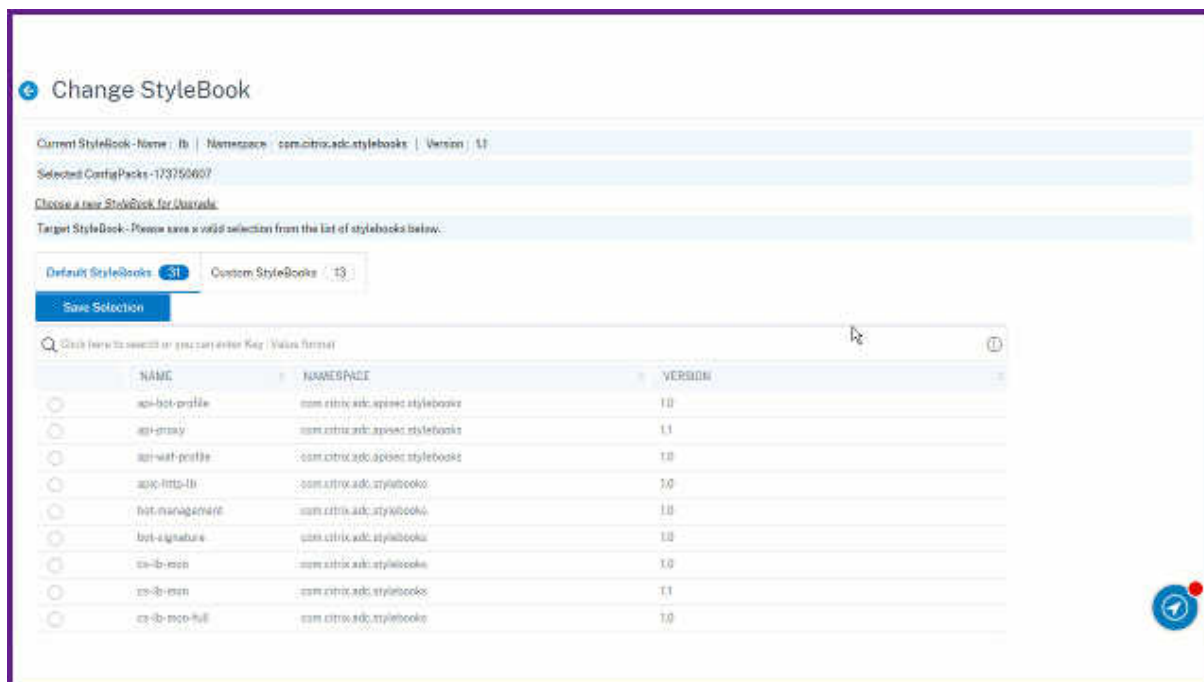 Change StyleBook
Current StyleBook - Name : lb | Namespace : com.citrix.adc.stylebooks | Version : 1.1
Selected ConfigPacks - 173750607
Choose a new StyleBook for Upgrade
Target StyleBook - Please save a valid selection from the list of stylebooks below.
Default StyleBooks 31 Custom StyleBooks 13
Save Selection
Click here to search or you can enter Key : Value format
NAME NAMESPACE VERSION
api-bot-profile com.citrix.adc.apisec.stylebooks 1.0
api-proxy com.citrix.adc.apisec.stylebooks 1.1
api-waf-profile com.citrix.adc.apisec.stylebooks 1.0
apic-http-lb com.citrix.adc.stylebooks 1.0
bot-management com.citrix.adc.stylebooks 1.0
bot-signature com.citrix.adc.stylebooks 1.0
cs-lb-mon com.citrix.adc.stylebooks 1.0
cs-lb-mon com.citrix.adc.stylebooks 1.1
cs-lb-mon-full com.citrix.adc.stylebooks 1.0